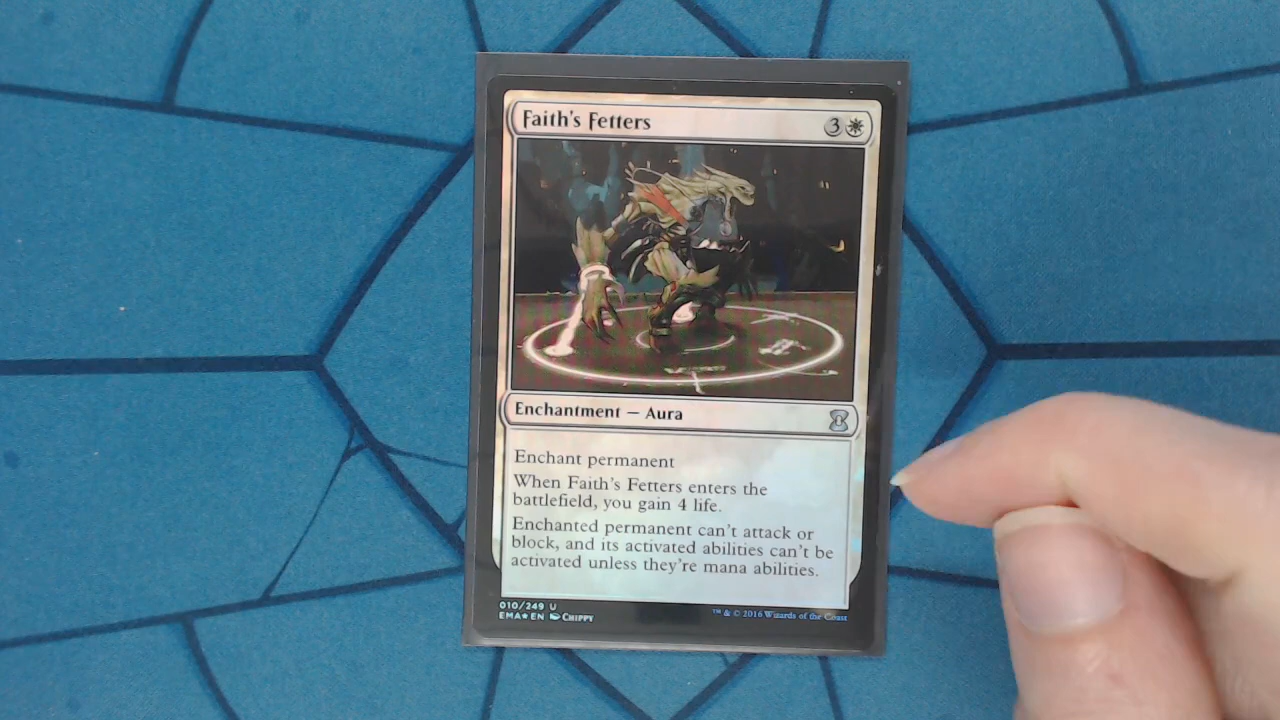 Faith's Fetters 3
Enchantment — Aura
Enchant permanent
When Faith's Fetters enters the
battlefield, you gain 4 life.
Enchanted permanent can't attack or
block, and its activated abilities can't be
activated unless they're mana abilities.
010/249 U
EMA★EN Chippy
™ & © 2016 Wizards of the Coast